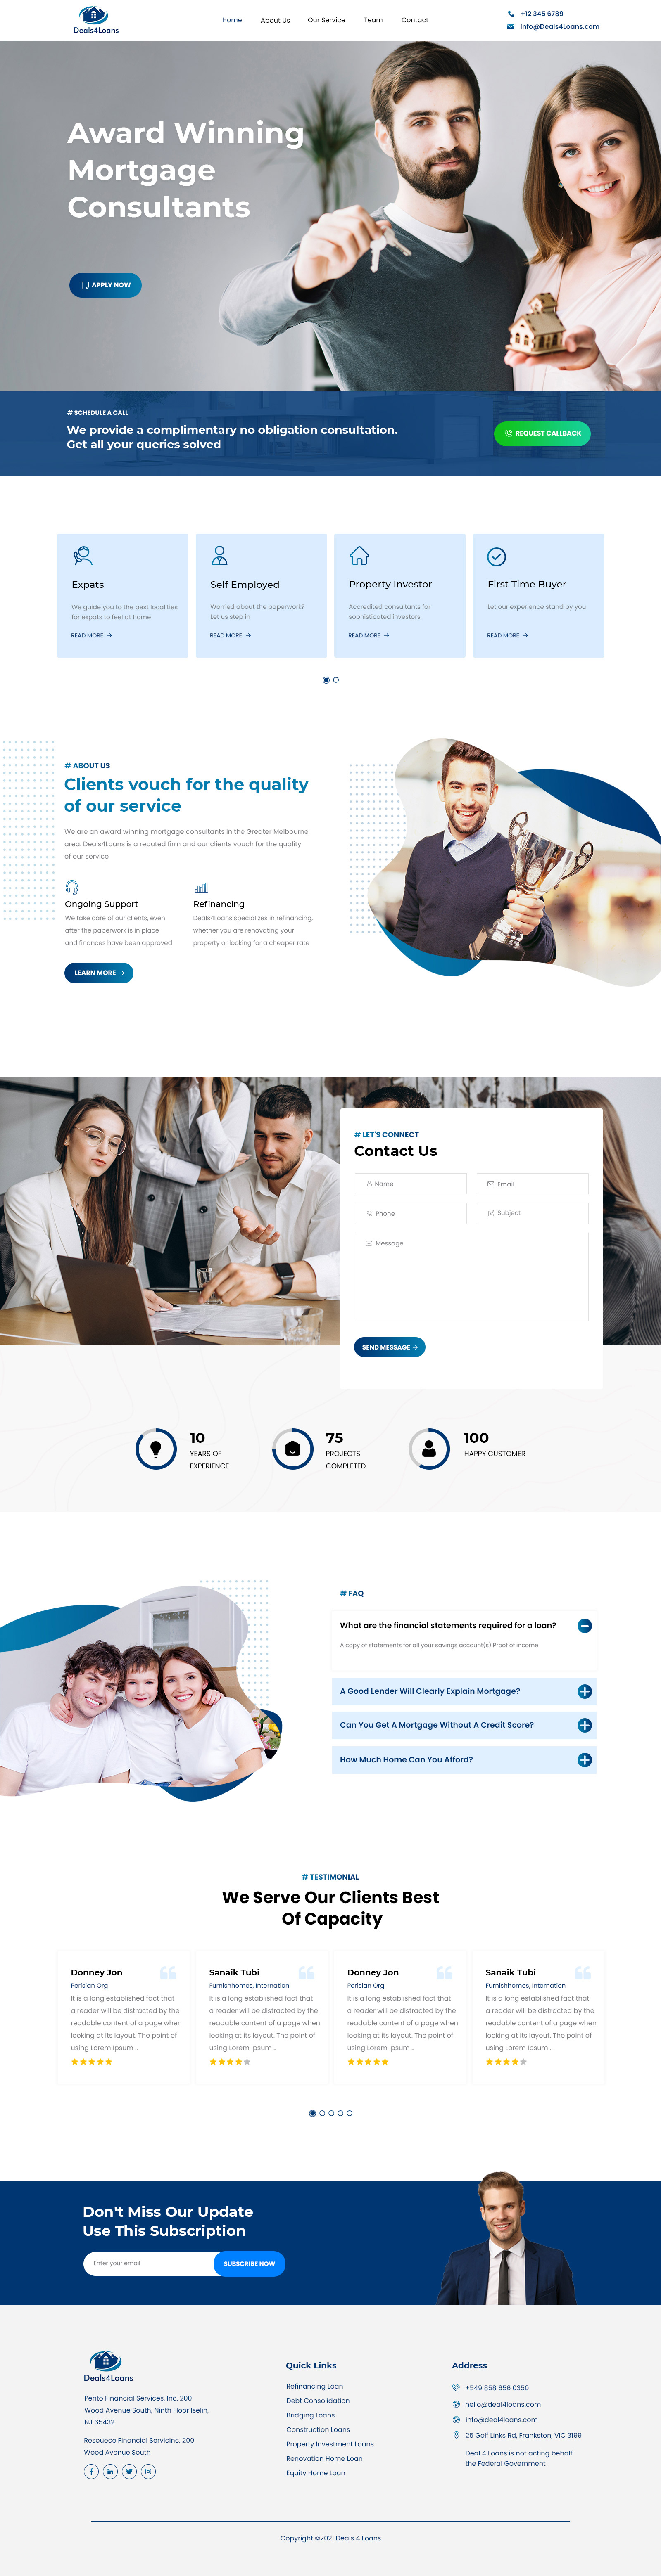 Deals4Loans
Home About Us Our Service Team Contact
+12 345 6789
info@Deals4Loans.com
Award Winning
Mortgage
Consultants
APPLY NOW
# SCHEDULE A CALL
We provide a complimentary no obligation consultation.
Get all your queries solved
REQUEST CALLBACK
Expats
We guide you to the best localities
for expats to feel at home
READ MORE →
Self Employed
Worried about the paperwork?
Let us step in
READ MORE →
Property Investor
Accredited consultants for
sophisticated investors
READ MORE →
First Time Buyer
Let our experience stand by you
READ MORE →
# ABOUT US
Clients vouch for the quality
of our service
We are an award winning mortgage consultants in the Greater Melbourne
area. Deals4Loans is a reputed firm and our clients vouch for the quality
of our service
Ongoing Support
We take care of our clients, even
after the paperwork is in place
and finances have been approved
Refinancing
Deals4Loans specializes in refinancing,
whether you are renovating your
property or looking for a cheaper rate
LEARN MORE →
# LET'S CONNECT
Contact Us
Name
Email
Phone
Subject
Message
SEND MESSAGE →
10
YEARS OF
EXPERIENCE
75
PROJECTS
COMPLETED
100
HAPPY CUSTOMER
# FAQ
What are the financial statements required for a loan?
A copy of statements for all your savings account(s) Proof of Income
A Good Lender Will Clearly Explain Mortgage?
Can You Get A Mortgage Without A Credit Score?
How Much Home Can You Afford?
# TESTIMONIAL
We Serve Our Clients Best
Of Capacity
Donney Jon
Perisian Org
It is a long established fact that
a reader will be distracted by the
readable content of a page when
looking at its layout. The point of
using Lorem Ipsum ..
Sanaik Tubi
Furnishhomes, Internation
It is a long established fact that
a reader will be distracted by the
readable content of a page when
looking at its layout. The point of
using Lorem Ipsum ..
Donney Jon
Perisian Org
It is a long established fact that
a reader will be distracted by the
readable content of a page when
looking at its layout. The point of
using Lorem Ipsum ..
Sanaik Tubi
Furnishhomes, Internation
It is a long established fact that
a reader will be distracted by the
readable content of a page when
looking at its layout. The point of
using Lorem Ipsum ..
Don't Miss Our Update
Use This Subscription
Enter your email
SUBSCRIBE NOW
Deals4Loans
Pento Financial Services, Inc. 200
Wood Avenue South, Ninth Floor Iselin,
NJ 65432
Resouece Financial ServicInc. 200
Wood Avenue South
Quick Links
Refinancing Loan
Debt Consolidation
Bridging Loans
Construction Loans
Property Investment Loans
Renovation Home Loan
Equity Home Loan
Address
+549 858 656 0350
hello@deal4loans.com
info@deal4loans.com
25 Golf Links Rd, Frankston, VIC 3199
Deal 4 Loans is not acting behalf
the Federal Government
Copyright ©2021 Deals 4 Loans